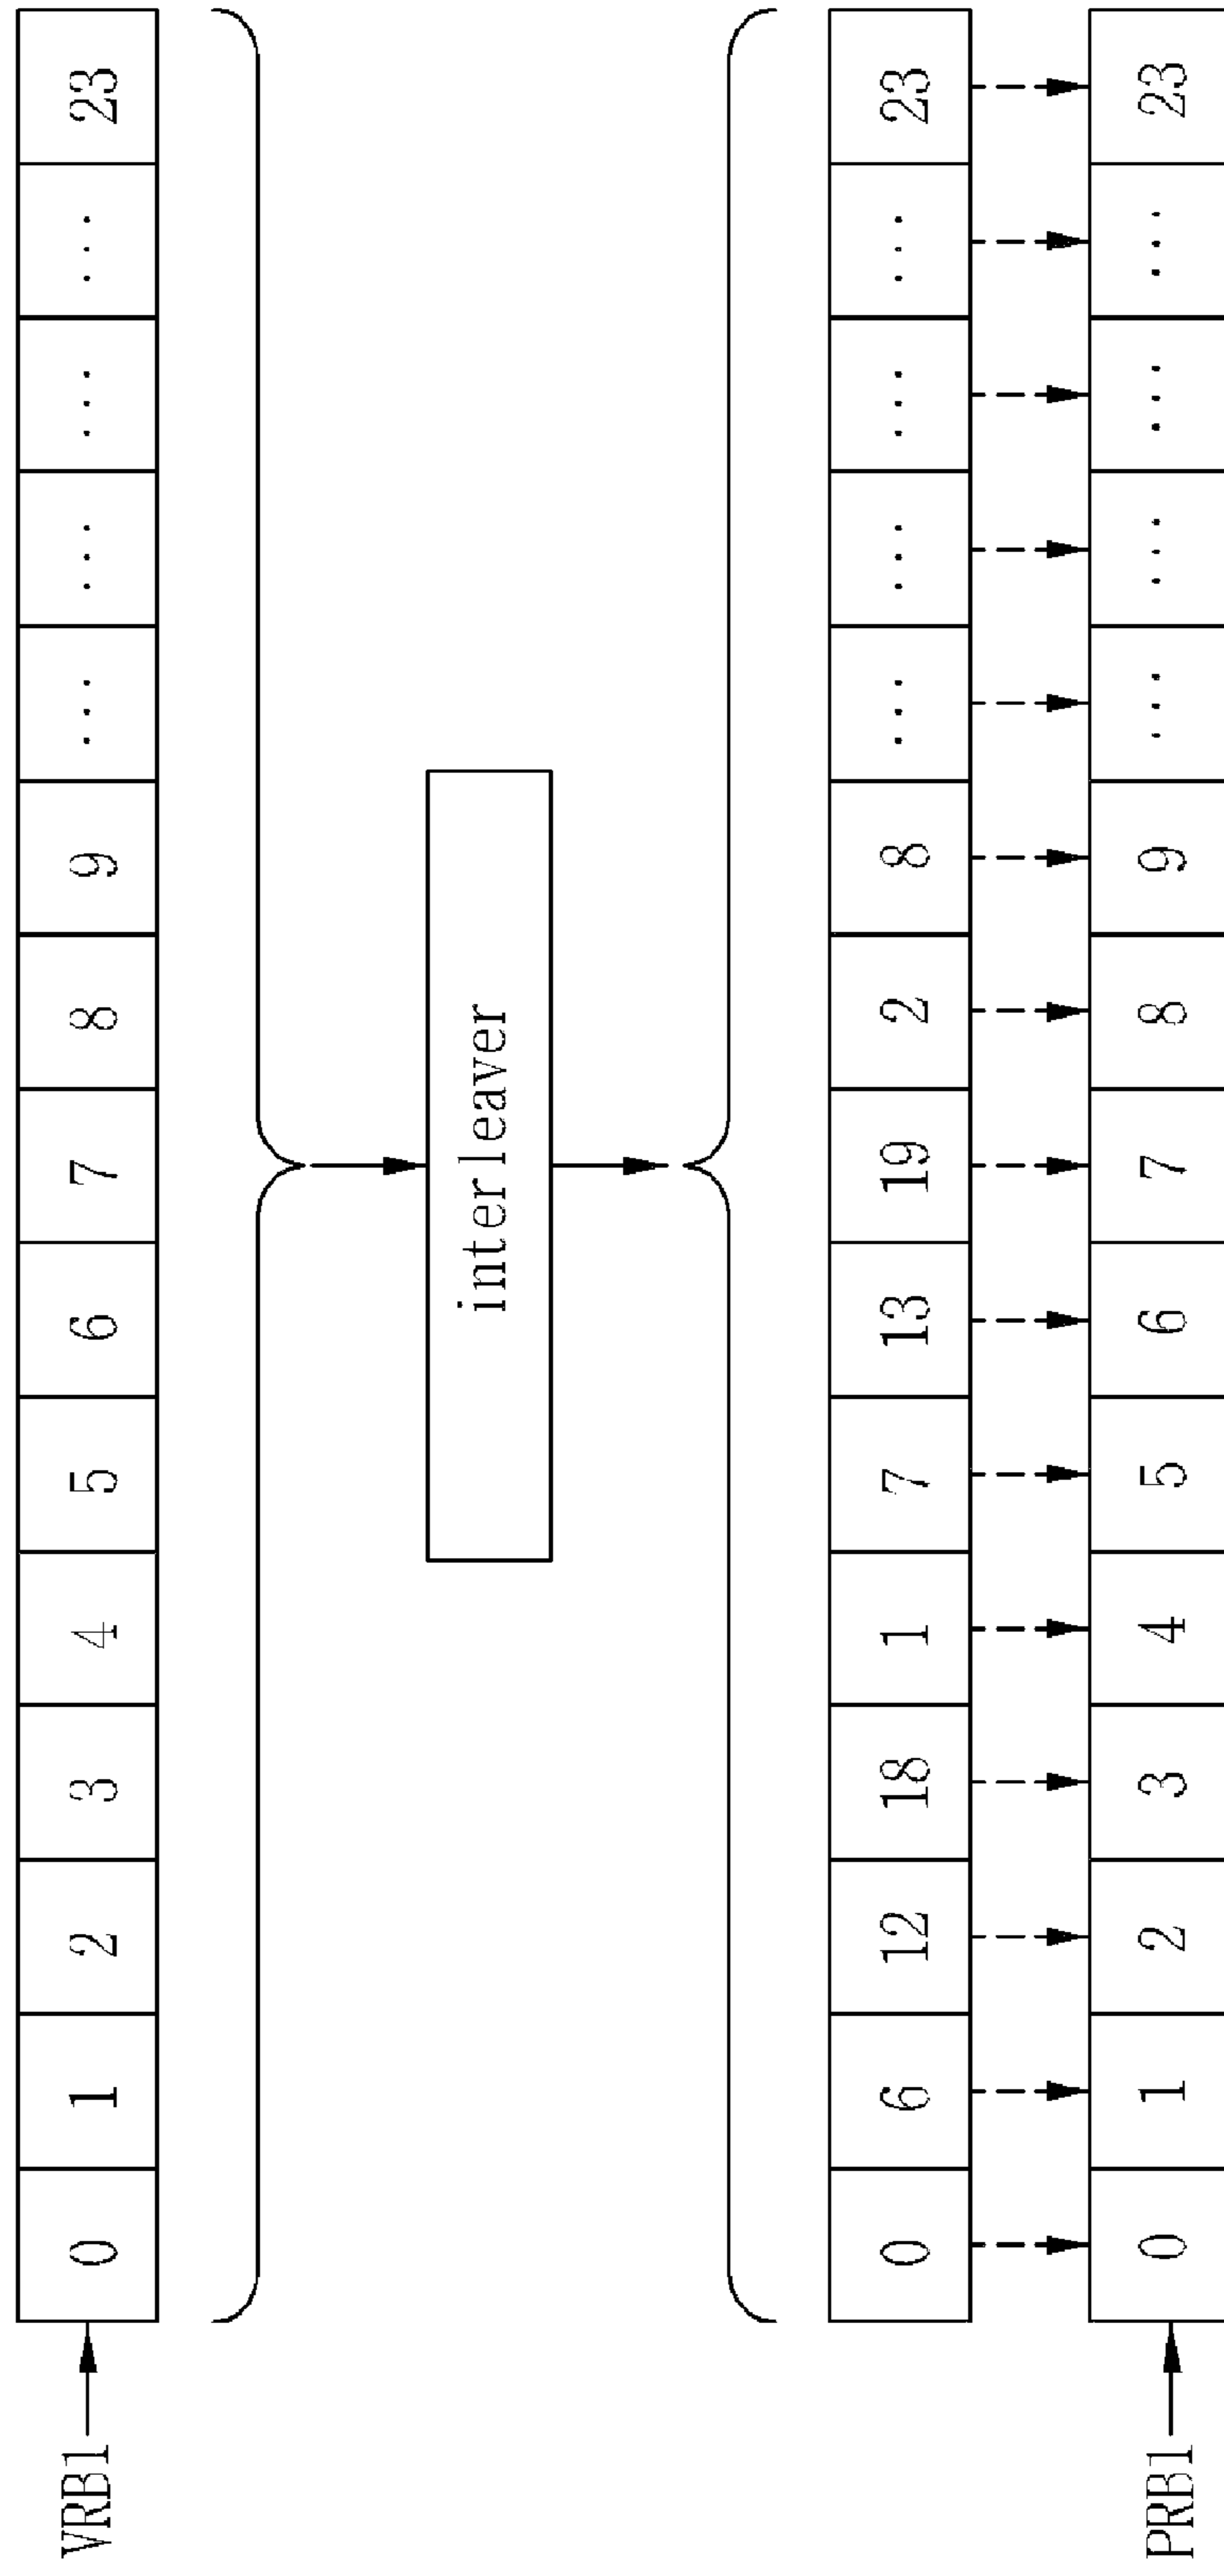 VRB1 0 1 2 3 4 5 6 7 8 9 ... ... ... ... 23
interleaver
0 6 12 18 1 7 13 19 2 8 ... ... ... ... 23
PRB1 0 1 2 3 4 5 6 7 8 9 ... ... ... ... 23